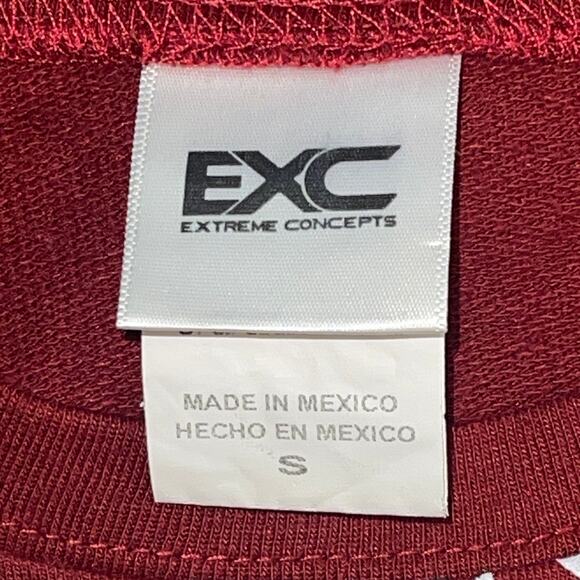 EXC
EXTREME CONCEPTS
MADE IN MEXICO
HECHO EN MEXICO
S